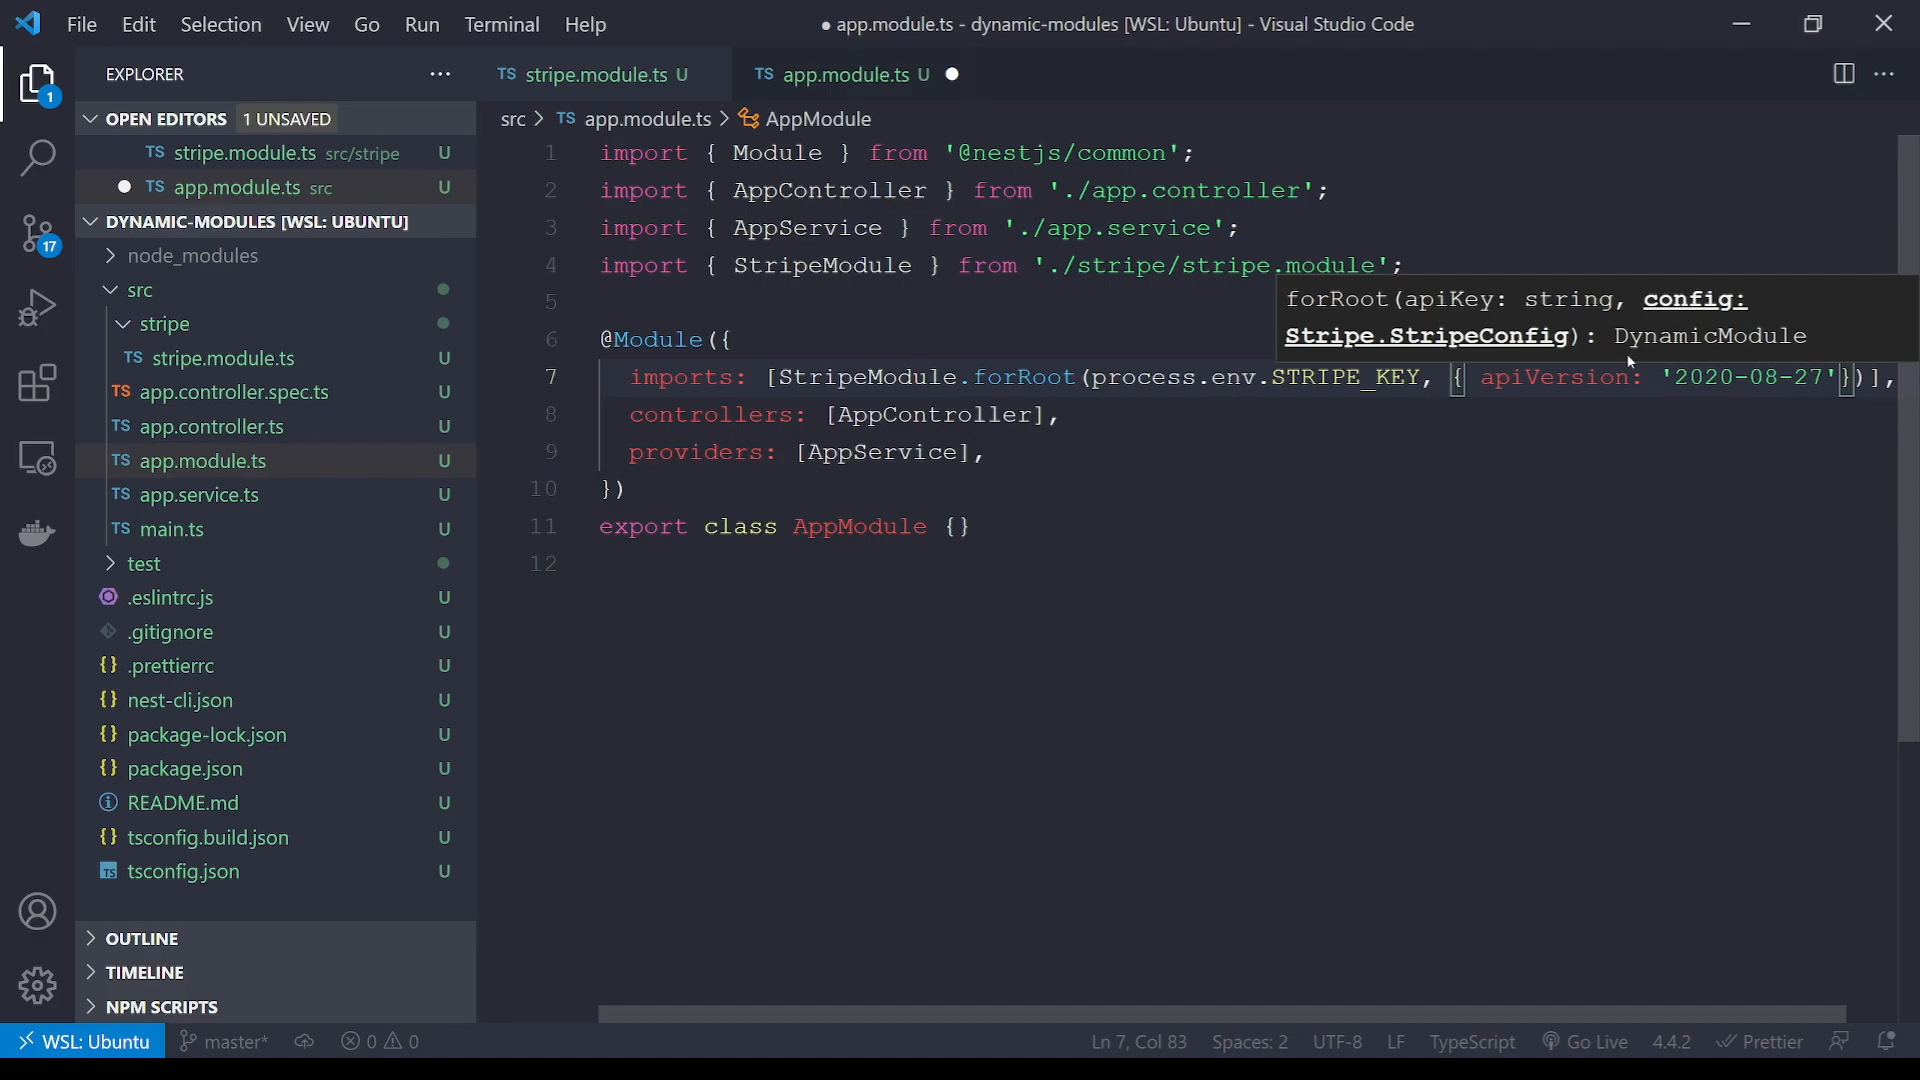 File Edit Selection View Go Run Terminal Help
● app.module.ts - dynamic-modules [WSL: Ubuntu] - Visual Studio Code
EXPLORER
OPEN EDITORS 1 UNSAVED
TS stripe.module.ts src/stripe U
TS app.module.ts src U
DYNAMIC-MODULES [WSL: UBUNTU]
node_modules
src
stripe
TS stripe.module.ts U
TS app.controller.spec.ts U
TS app.controller.ts U
TS app.module.ts U
TS app.service.ts U
TS main.ts U
test
.eslintrc.js U
.gitignore U
{} .prettierrc U
{} nest-cli.json U
{} package-lock.json U
{} package.json U
README.md U
{} tsconfig.build.json U
TS tsconfig.json U
OUTLINE
TIMELINE
NPM SCRIPTS
1
17
TS stripe.module.ts U
TS app.module.ts U
src > TS app.module.ts > AppModule
1 import { Module } from '@nestjs/common';
2 import { AppController } from './app.controller';
3 import { AppService } from './app.service';
4 import { StripeModule } from './stripe/stripe.module';
5
forRoot(apiKey: string, config:
Stripe.StripeConfig): DynamicModule
6 @Module({
7 imports: [StripeModule.forRoot(process.env.STRIPE_KEY, { apiVersion: '2020-08-27'})],
8 controllers: [AppController],
9 providers: [AppService],
10 })
11 export class AppModule {}
12
WSL: Ubuntu master* 0 0 Ln 7, Col 83 Spaces: 2 UTF-8 LF TypeScript Go Live 4.4.2 Prettier